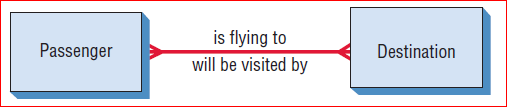 Passenger
is flying to
will be visited by
Destination